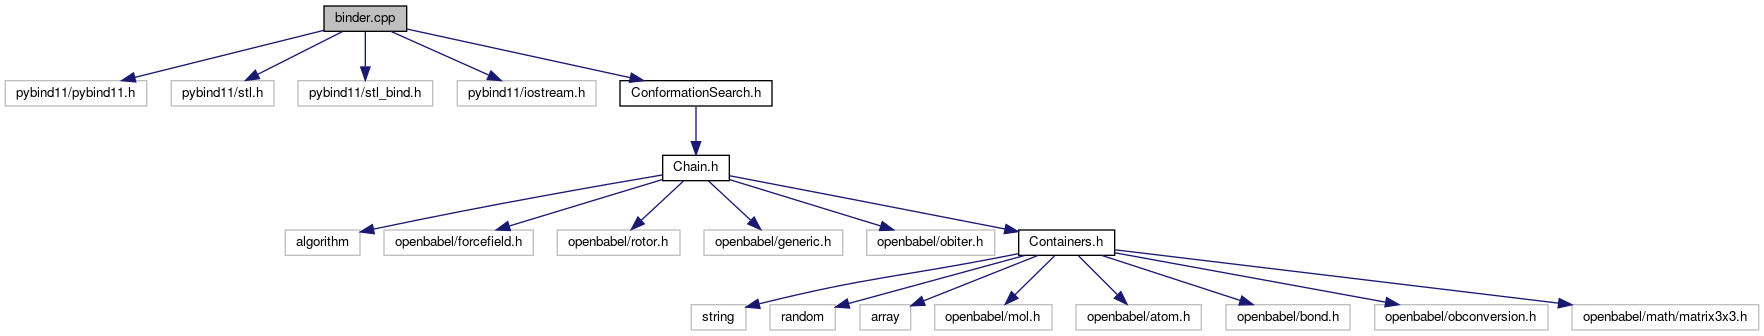 binder.cpp
pybind11/pybind11.h
pybind11/stl.h
pybind11/stl_bind.h
pybind11/iostream.h
ConformationSearch.h
Chain.h
algorithm
openbabel/forcefield.h
openbabel/rotor.h
openbabel/generic.h
openbabel/obiter.h
Containers.h
string
random
array
openbabel/mol.h
openbabel/atom.h
openbabel/bond.h
openbabel/obconversion.h
openbabel/math/matrix3x3.h